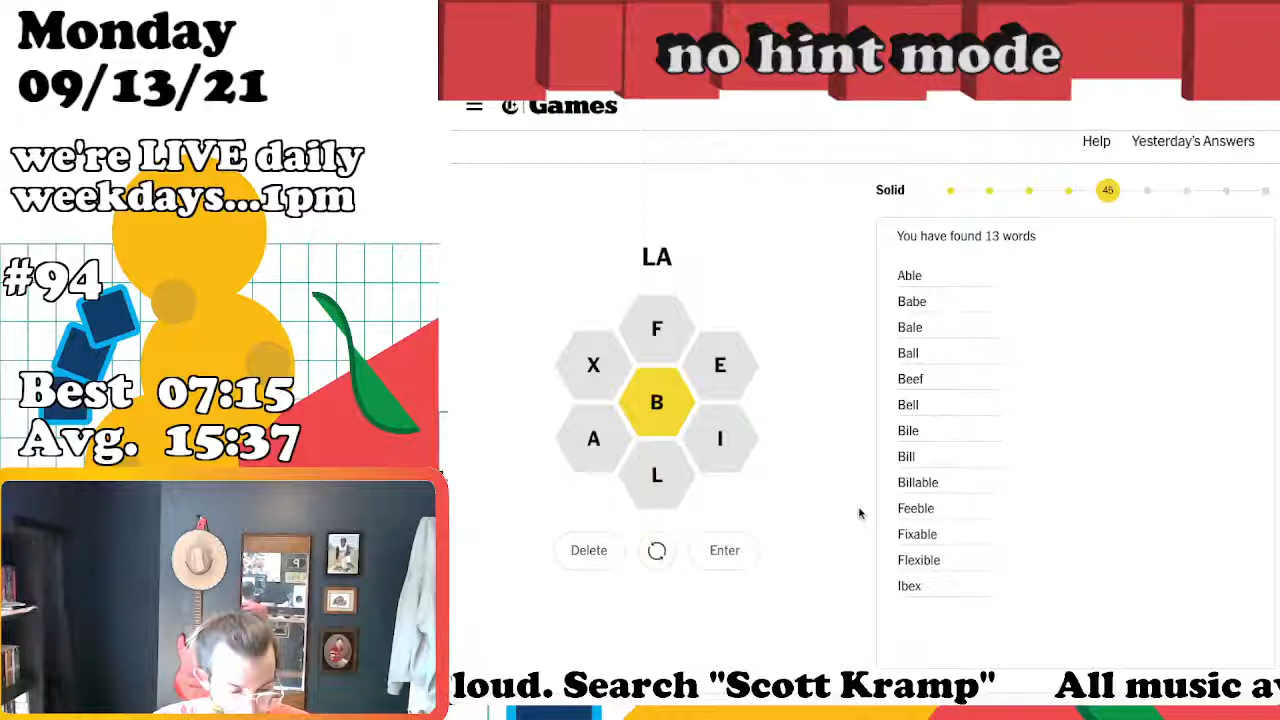 Monday
09/13/21
we're LIVE daily
weekdays...1pm
#94
Best 07:15
Avg. 15:37
no hint mode
Games
Help Yesterday's Answers
Solid
45
You have found 13 words
Able
Babe
Bale
Ball
Beef
Bell
Bile
Bill
Billable
Feeble
Fixable
Flexible
Ibex
LA
F
X
E
B
A
I
L
Delete
Enter
loud. Search "Scott Kramp" All music av